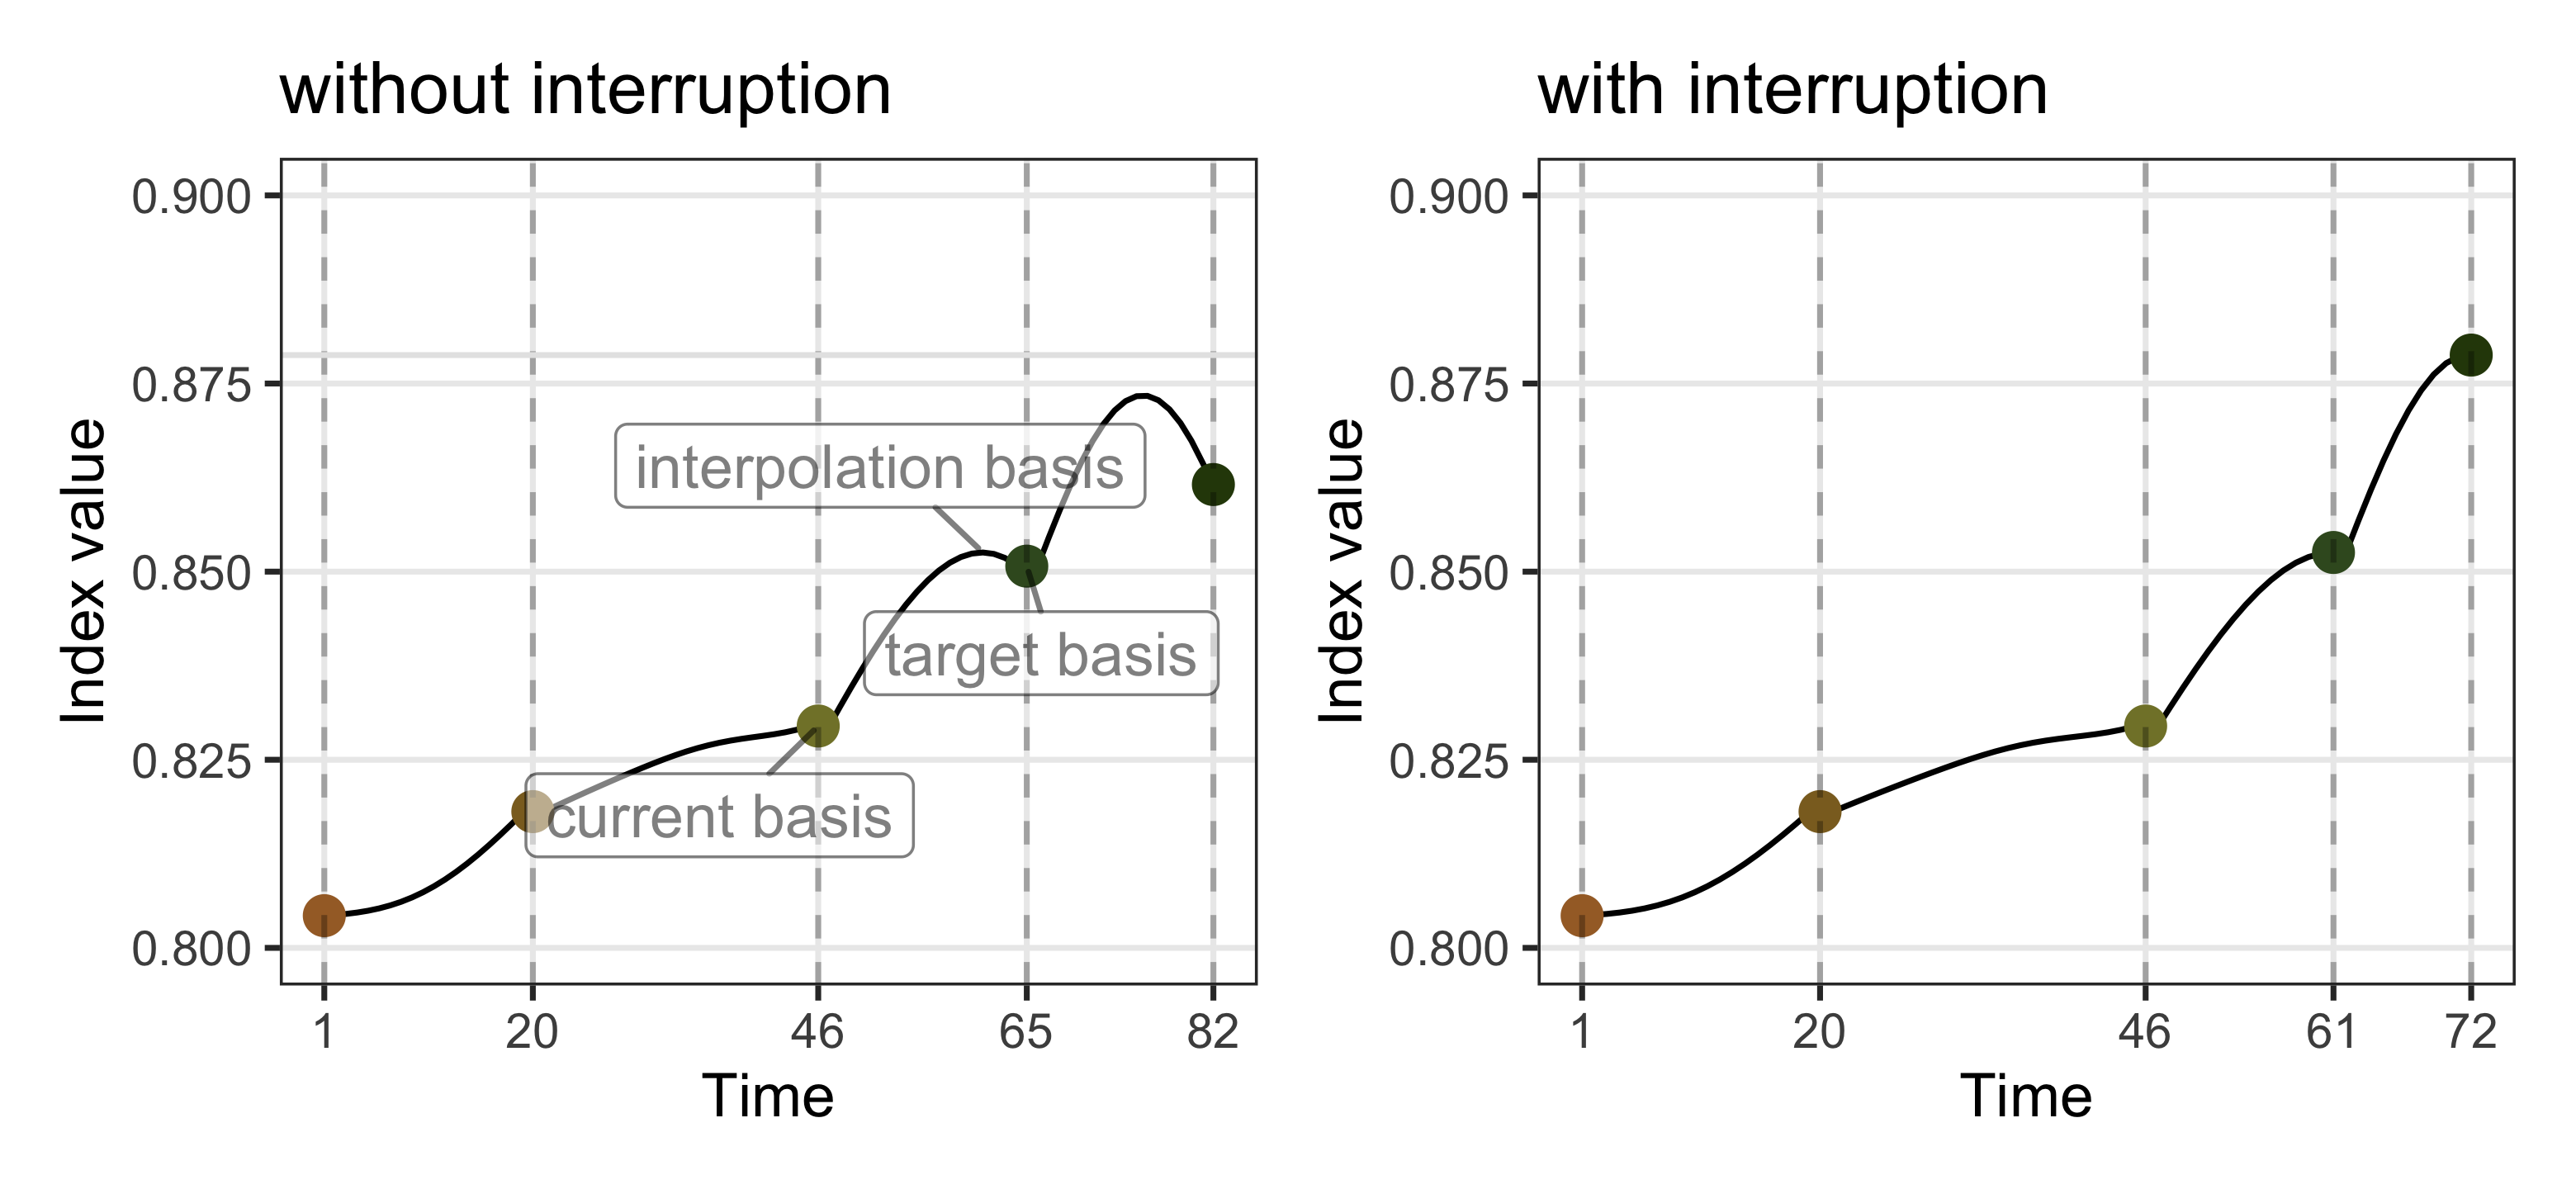 without interruption
0.900
0.875
0.850
0.825
0.800
Index value
interpolation basis
target basis
current basis
1 20 46 65 82
Time
with interruption
0.900
0.875
0.850
0.825
0.800
Index value
1 20 46 61 72
Time